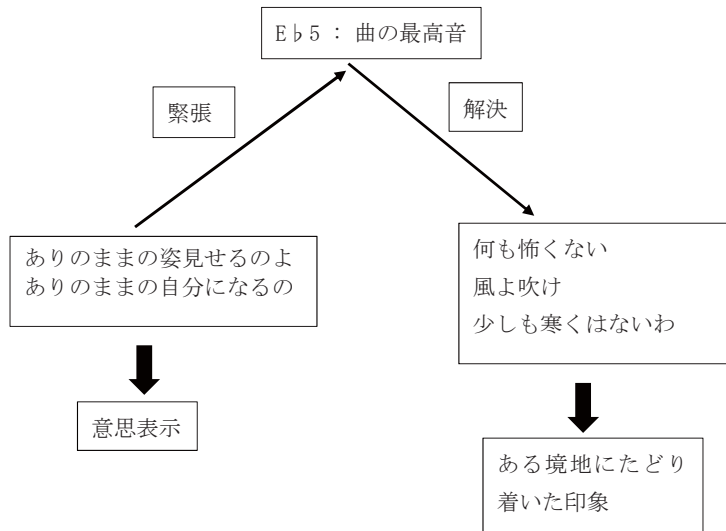 E♭5：曲の最高音
緊張
解決
ありのままの姿見せるのよ
ありのままの自分になるの
何も怖くない
風よ吹け
少しも寒くはないわ
意思表示
ある境地にたどり
着いた印象